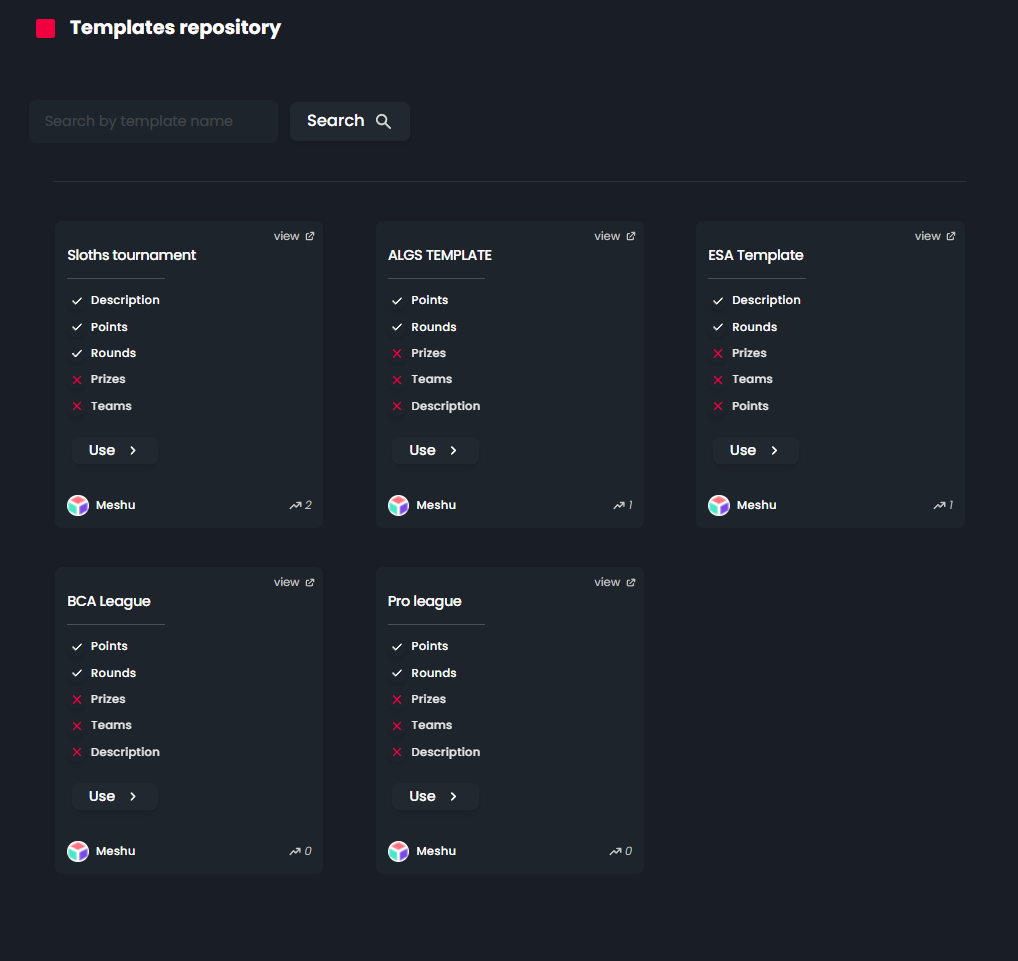 Templates repository
Search by template name
Search
view
Sloths tournament
Description
Points
Rounds
Prizes
Teams
Use
Meshu
2
view
ALGS TEMPLATE
Points
Rounds
Prizes
Teams
Description
Use
Meshu
1
view
ESA Template
Description
Rounds
Prizes
Teams
Points
Use
Meshu
1
view
BCA League
Points
Rounds
Prizes
Teams
Description
Use
Meshu
0
view
Pro league
Points
Rounds
Prizes
Teams
Description
Use
Meshu
0